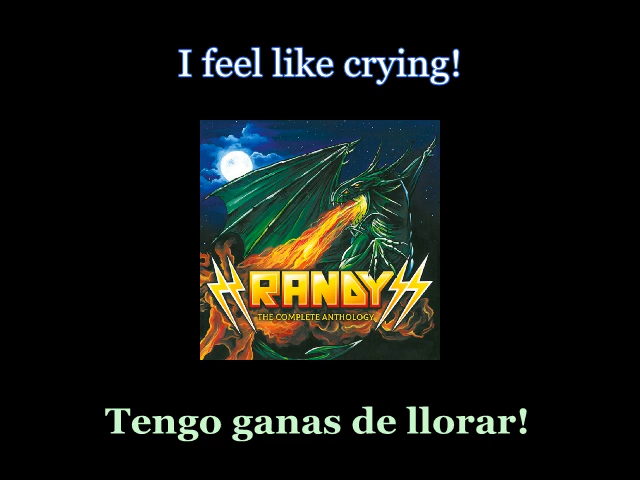 I feel like crying!
RANDY
THE COMPLETE ANTHOLOGY
Tengo ganas de llorar!